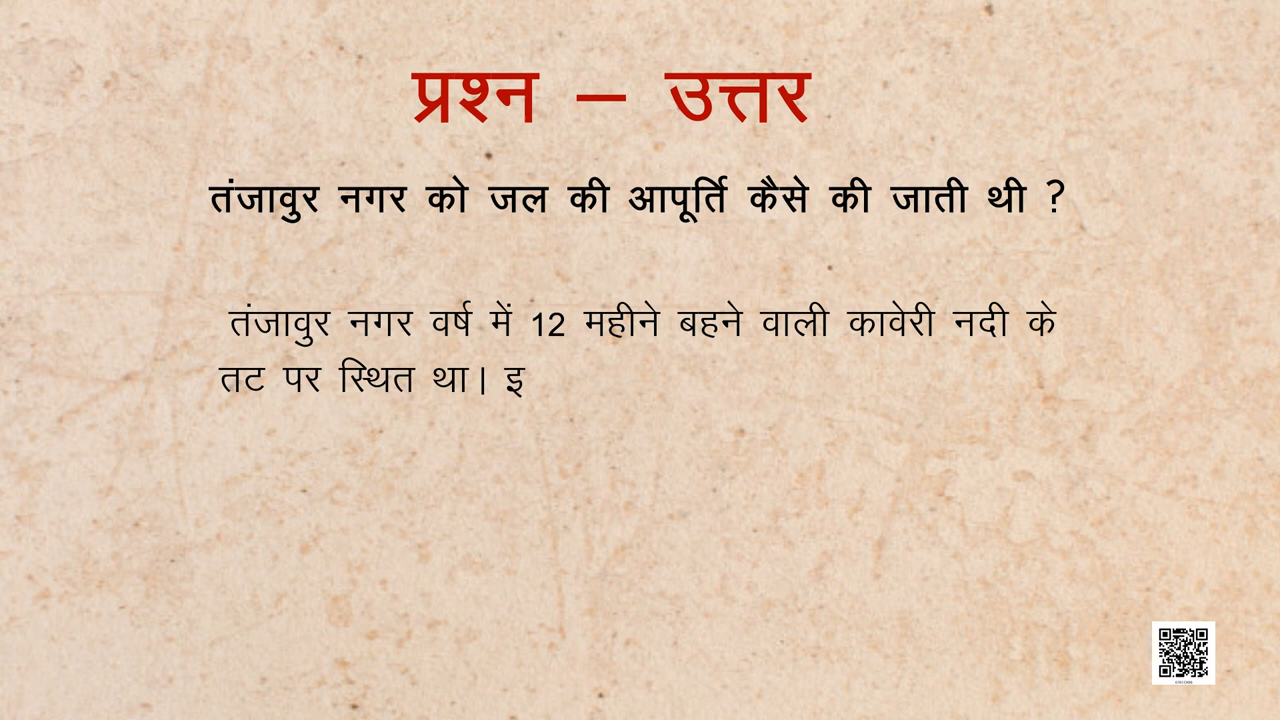 प्रश्न – उत्तर
तंजावुर नगर को जल की आपूर्ति कैसे की जाती थी ?
तंजावुर नगर वर्ष में 12 महीने बहने वाली कावेरी नदी के
तट पर स्थित था। इ